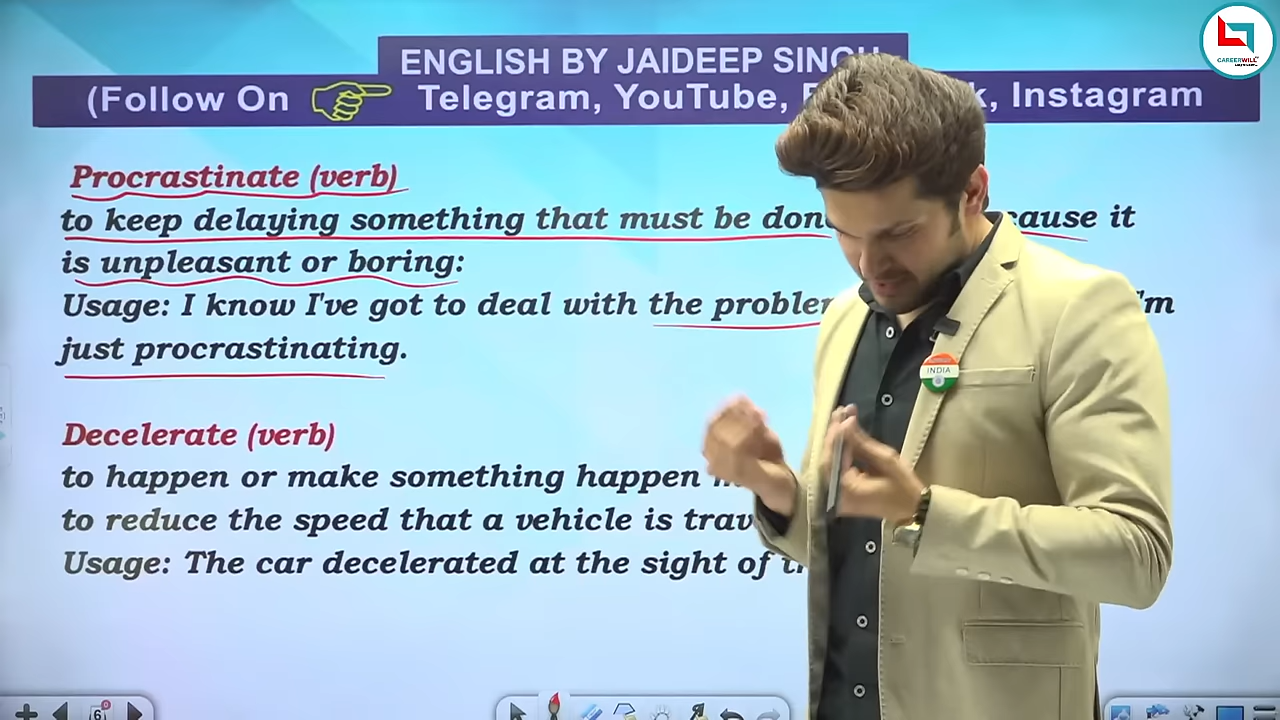 ENGLISH BY JAIDEEP SINGH
(Follow On Telegram, YouTube, Instagram
CAREERWILL
Procrastinate (verb)
to keep delaying something that must be it
is unpleasant or boring:
Usage: I know I've got to deal with the
just procrastinating.
INDIA
Decelerate (verb)
to happen or make something happen
to reduce the speed that a vehicle is
Usage: The car decelerated at the sight of
6